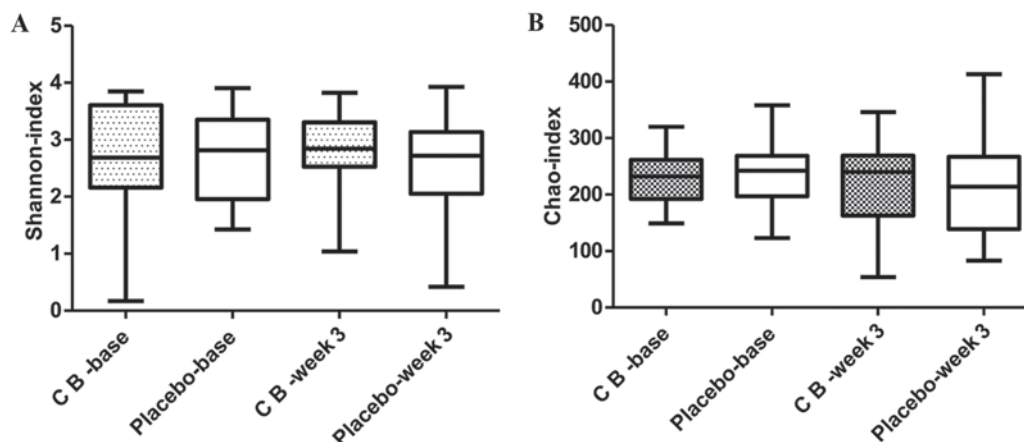 A
Shannon-index
5
4
3
2
1
0
C B -base
Placebo-base
C B -week 3
Placebo-week 3
B
Chao-index
500
400
300
200
100
0
C B -base
Placebo-base
C B -week 3
Placebo-week 3